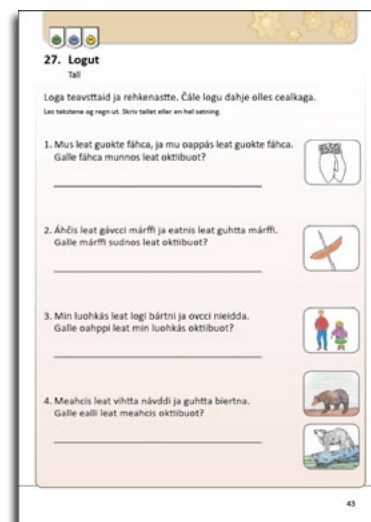 27. Logut
Tall
Loga teavsttaid ja rehkenastte. Čále logu dahje olles cealkaga.
Les tekstene og regn ut. Skriv tallet eller en hel setning.
1. Mus leat guokte fáhca, ja mu oappás leat guokte fáhca.
Galle fáhca munnos leat oktiibuot?
2. Áhčis leat gávcci márffi ja eatnis leat guhtta márffi.
Galle márffi sudnos leat oktiibuot?
3. Min luohkás leat logi bártni ja ovcci nieidda.
Galle oahppi leat min luohkás oktiibuot?
4. Meahcis leat vihtta návddi ja guhtta biertna.
Galle ealli leat meahcis oktiibuot?
43